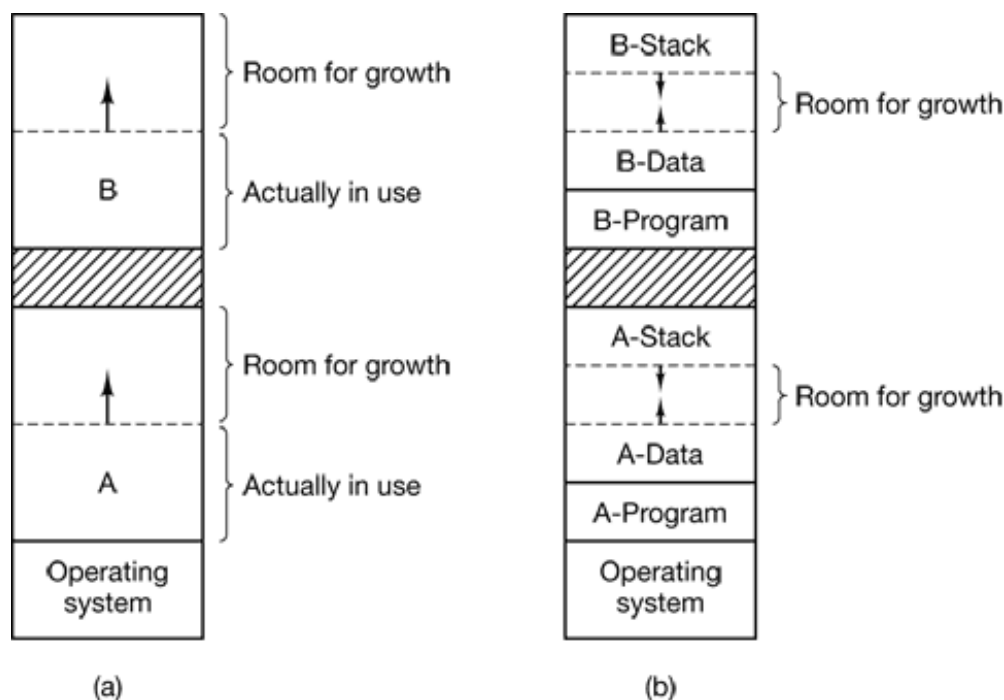 Room for growth
B
Actually in use
Room for growth
A
Actually in use
Operating
system
(a)
B-Stack
Room for growth
B-Data
B-Program
A-Stack
Room for growth
A-Data
A-Program
Operating
system
(b)